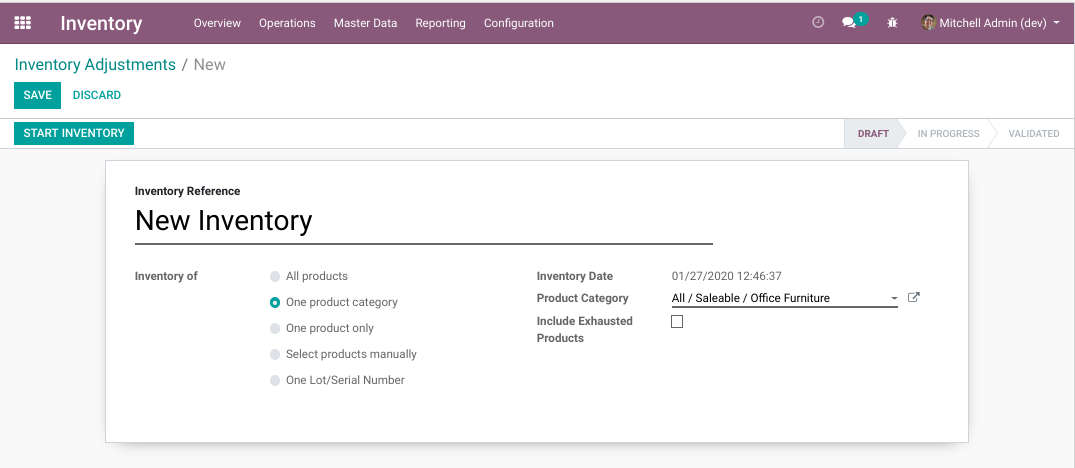 Inventory Overview Operations Master Data Reporting Configuration 1 Mitchell Admin (dev)
Inventory Adjustments / New
SAVE DISCARD
START INVENTORY DRAFT IN PROGRESS VALIDATED
Inventory Reference
New Inventory
Inventory of All products Inventory Date 01/27/2020 12:46:37
One product category Product Category All / Saleable / Office Furniture
One product only Include Exhausted
Products
Select products manually
One Lot/Serial Number